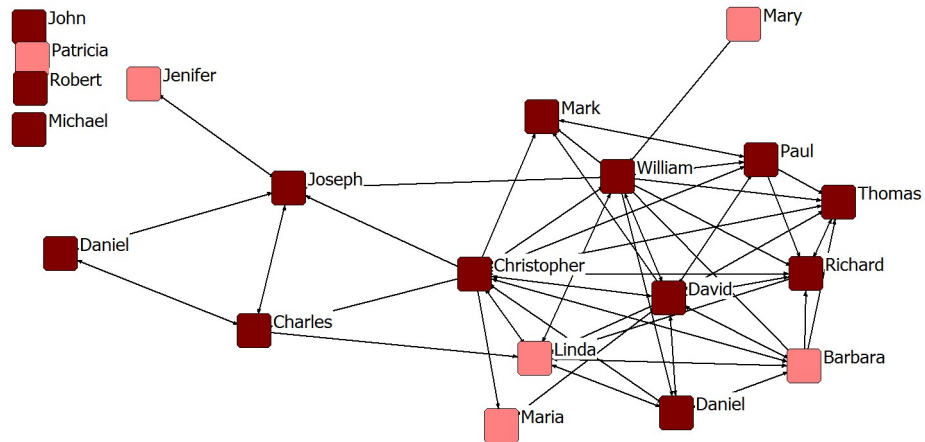 John
Mary
Patricia
Jenifer
Robert
Mark
Michael
Paul
William
Joseph
Thomas
Daniel
Christopher
Richard
David
Charles
Linda
Barbara
Maria
Daniel